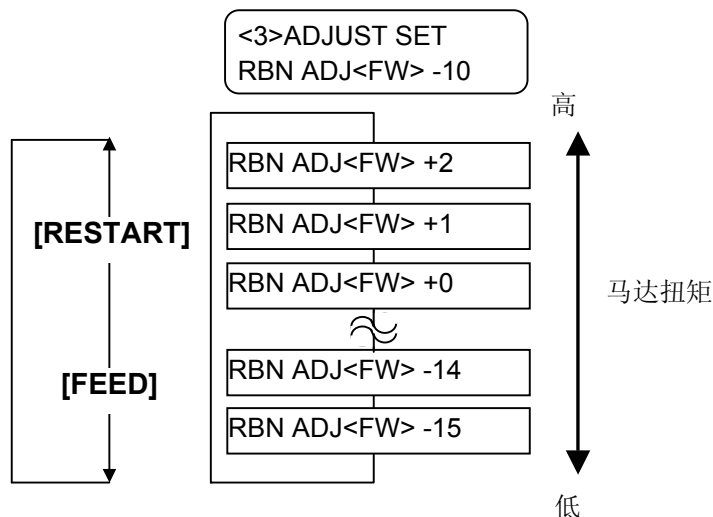 <3>ADJUST SET
RBN ADJ<FW> -10
高
RBN ADJ<FW> +2
RBN ADJ<FW> +1
[RESTART]
RBN ADJ<FW> +0
马达扭矩
RBN ADJ<FW> -14
[FEED]
RBN ADJ<FW> -15
低